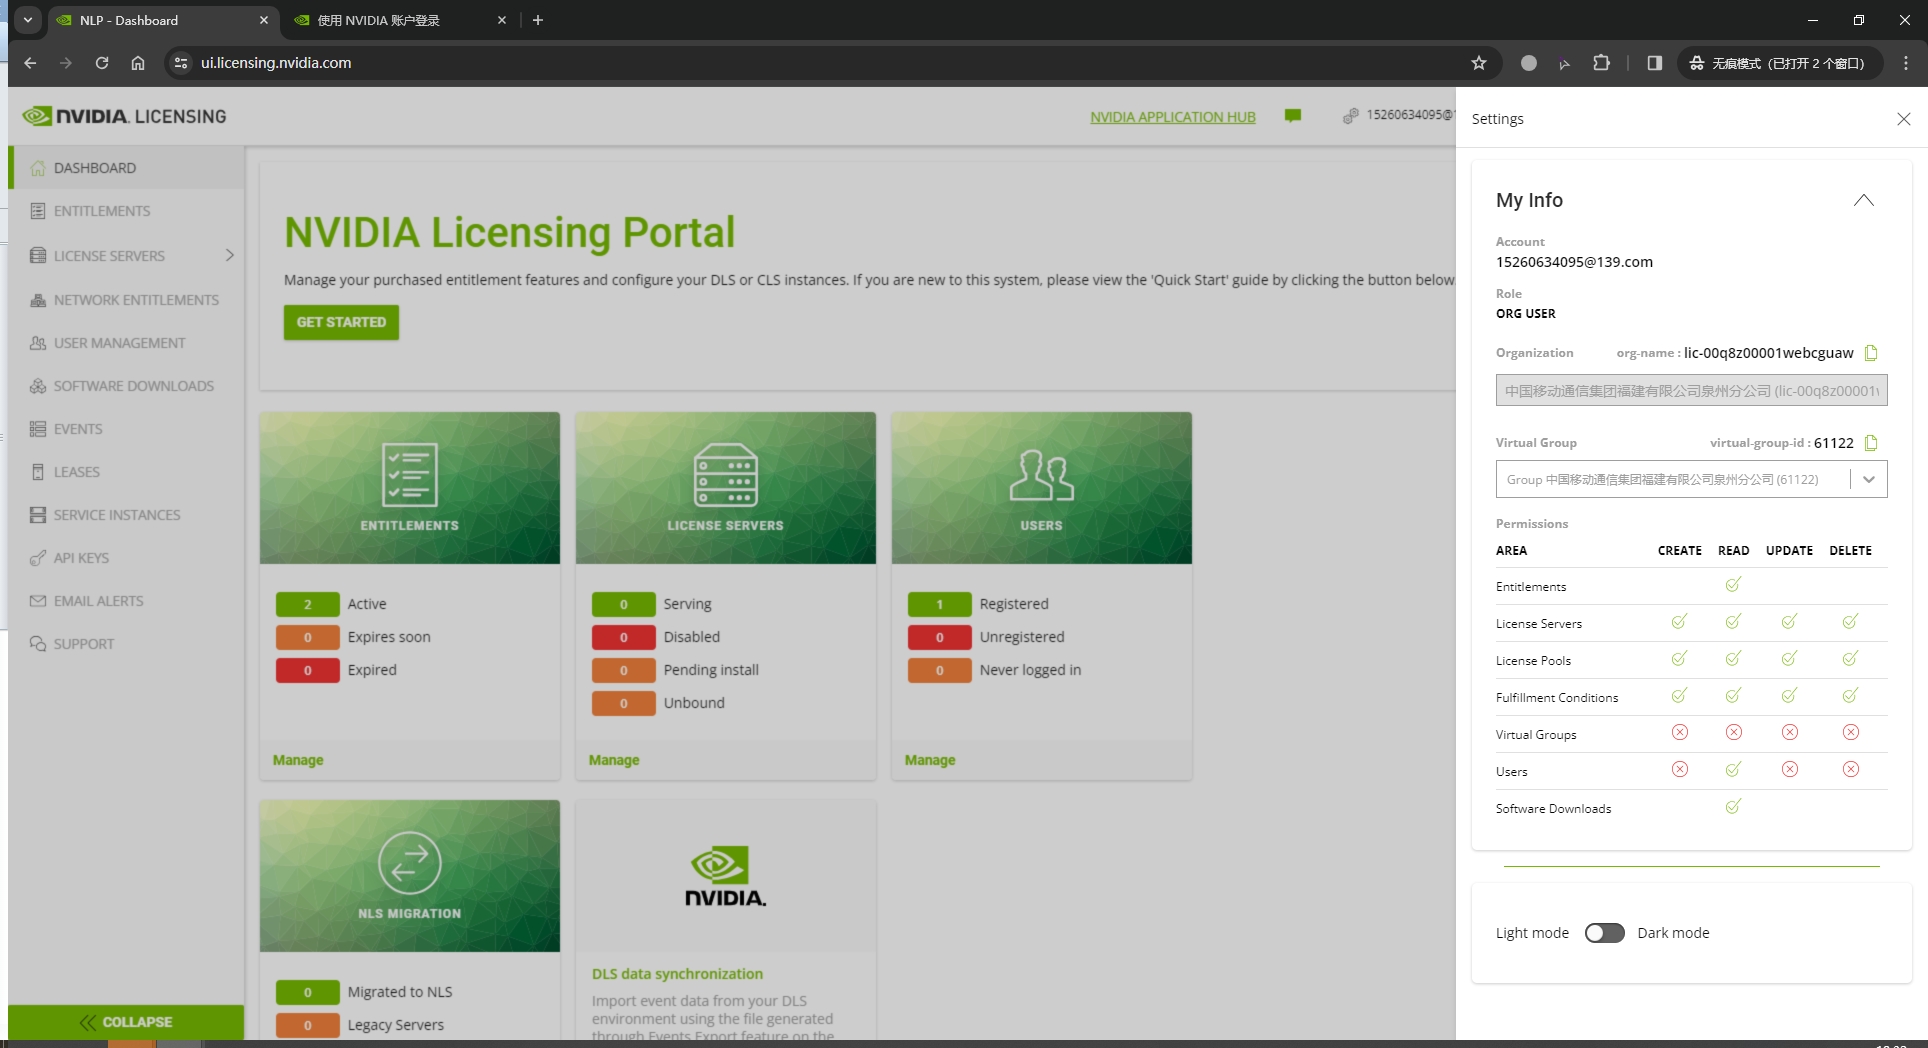 NLP - Dashboard
使用 NVIDIA 账户登录
ui.licensing.nvidia.com
无痕模式（已打开 2 个窗口）
NVIDIA. LICENSING
NVIDIA APPLICATION HUB
15260634095@
DASHBOARD
ENTITLEMENTS
LICENSE SERVERS
NETWORK ENTITLEMENTS
USER MANAGEMENT
SOFTWARE DOWNLOADS
EVENTS
LEASES
SERVICE INSTANCES
API KEYS
EMAIL ALERTS
SUPPORT
COLLAPSE
NVIDIA Licensing Portal
Manage your purchased entitlement features and configure your DLS or CLS instances. If you are new to this system, please view the 'Quick Start' guide by clicking the button below
GET STARTED
ENTITLEMENTS
2 Active
0 Expires soon
0 Expired
Manage
LICENSE SERVERS
0 Serving
0 Disabled
0 Pending install
0 Unbound
Manage
USERS
1 Registered
0 Unregistered
0 Never logged in
Manage
NLS MIGRATION
0 Migrated to NLS
0 Legacy Servers
NVIDIA.
DLS data synchronization
Import event data from your DLS
environment using the file generated
through Events Export feature on the
Settings
My Info
Account
15260634095@139.com
Role
ORG USER
Organization org-name : lic-00q8z00001webcguaw
中国移动通信集团福建有限公司泉州分公司 (lic-00q8z00001
Virtual Group virtual-group-id : 61122
Group 中国移动通信集团福建有限公司泉州分公司 (61122)
Permissions
AREA CREATE READ UPDATE DELETE
Entitlements
License Servers
License Pools
Fulfillment Conditions
Virtual Groups
Users
Software Downloads
Light mode Dark mode